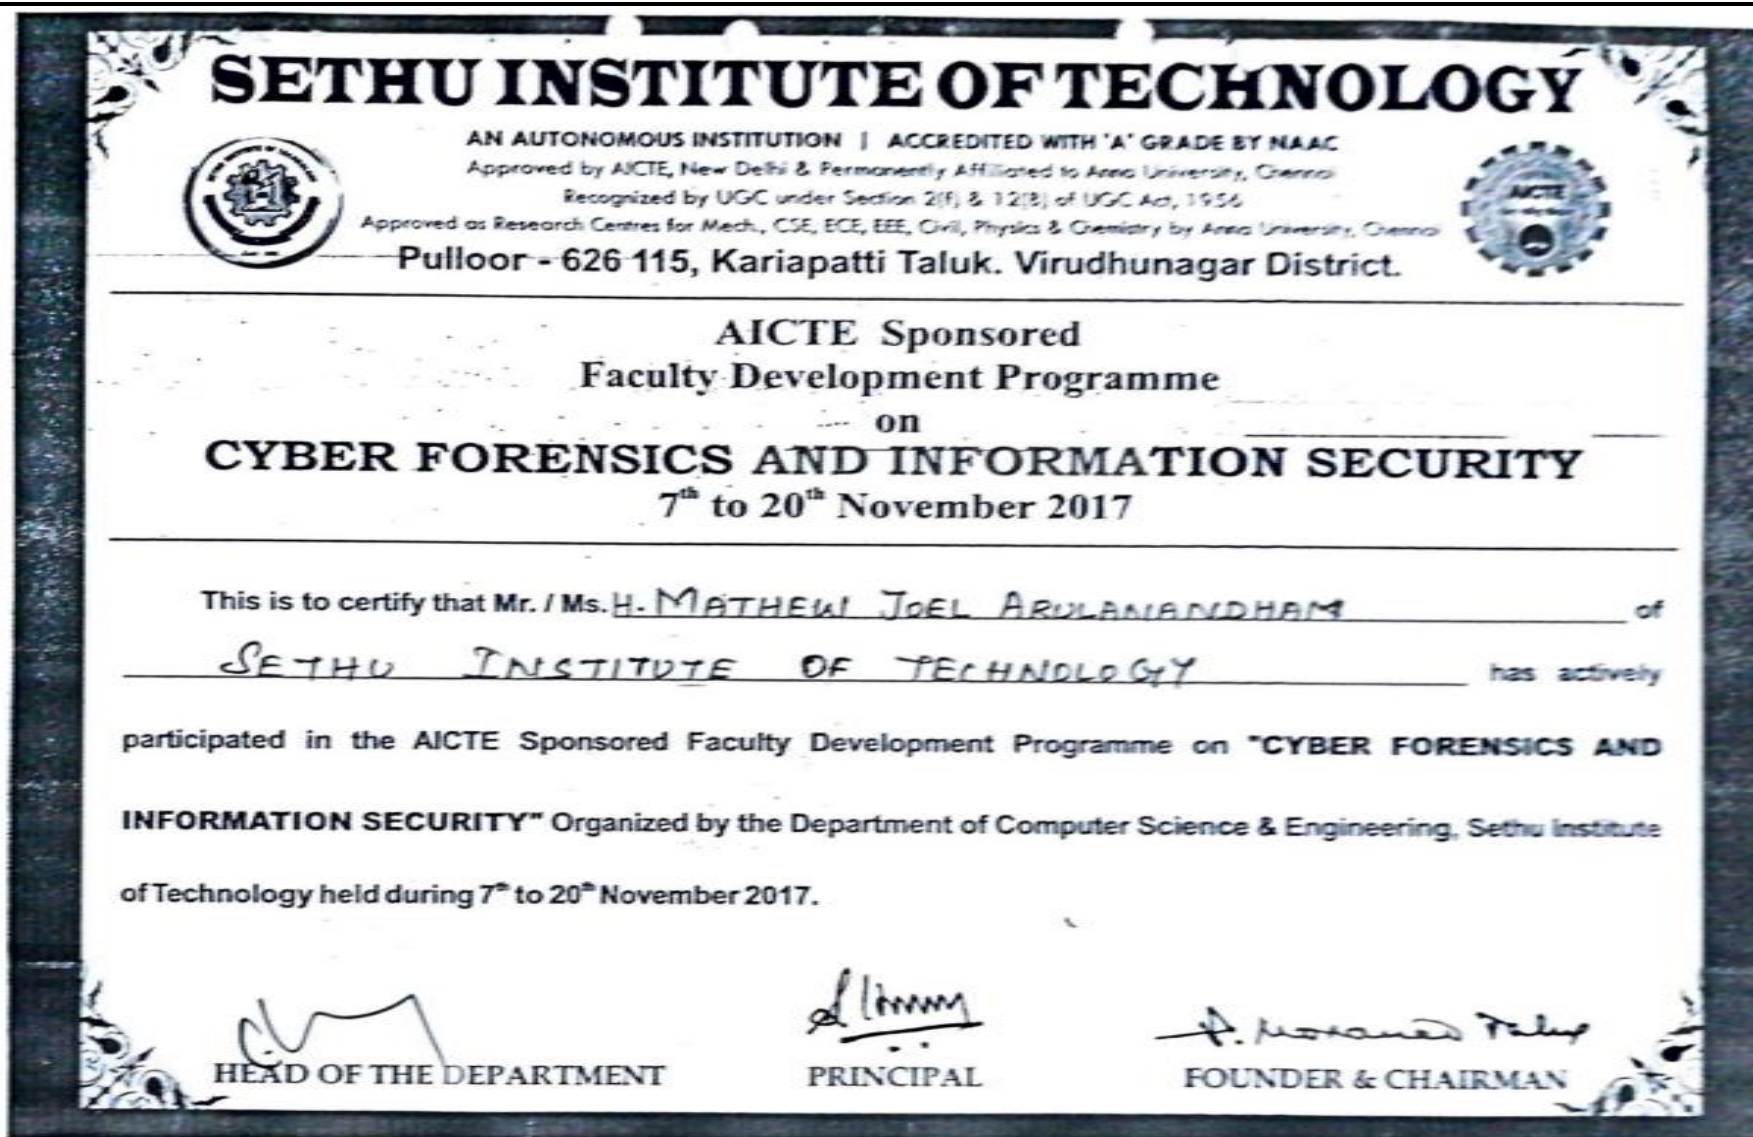 SETHU INSTITUTE OF TECHNOLOGY
AN AUTONOMOUS INSTITUTION | ACCREDITED WITH 'A' GRADE BY NAAC
Approved by AICTE, New Delhi & Permanently Affiliated to Anna University, Chennai
Recognized by UGC under Section 2(f) & 12(B) of UGC Act, 1956
Approved as Research Centres for Mech., CSE, ECE, EEE, Civil, Physics & Chemistry by Anna University, Chennai
AICTE
Pulloor - 626 115, Kariapatti Taluk. Virudhunagar District.
AICTE Sponsored
Faculty Development Programme
on
CYBER FORENSICS AND INFORMATION SECURITY
7th to 20th November 2017
This is to certify that Mr. / Ms. H. MATHEW JOEL ARULANANDHAM of
SETHU INSTITUTE OF TECHNOLOGY has actively
participated in the AICTE Sponsored Faculty Development Programme on "CYBER FORENSICS AND
INFORMATION SECURITY" Organized by the Department of Computer Science & Engineering, Sethu Institute
of Technology held during 7th to 20th November 2017.
HEAD OF THE DEPARTMENT
PRINCIPAL
FOUNDER & CHAIRMAN